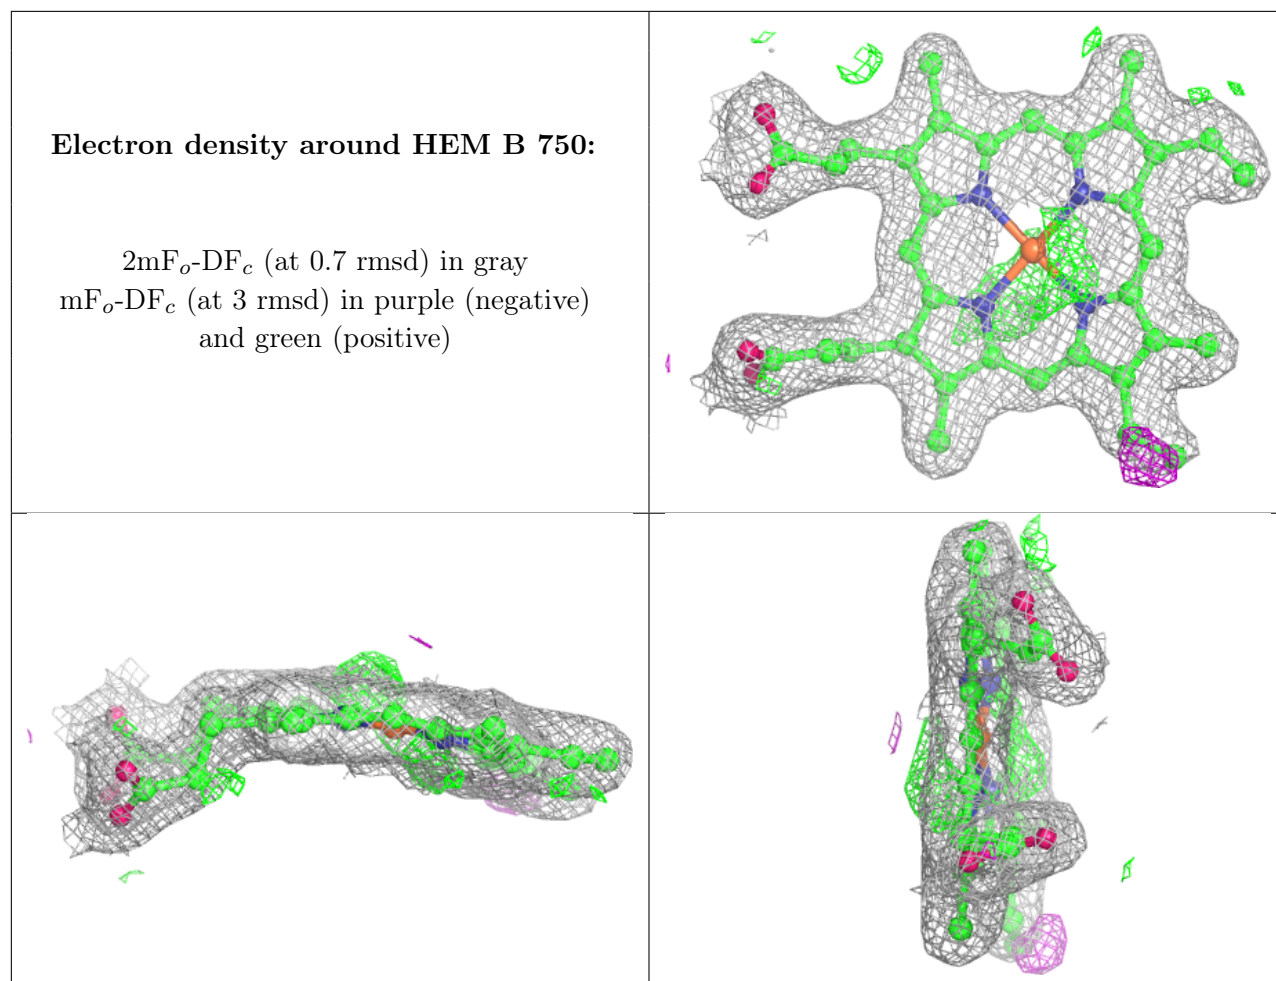 Electron density around HEM B 750:
2mFₒ-DF𝒸 (at 0.7 rmsd) in gray
mFₒ-DF𝒸 (at 3 rmsd) in purple (negative)
and green (positive)